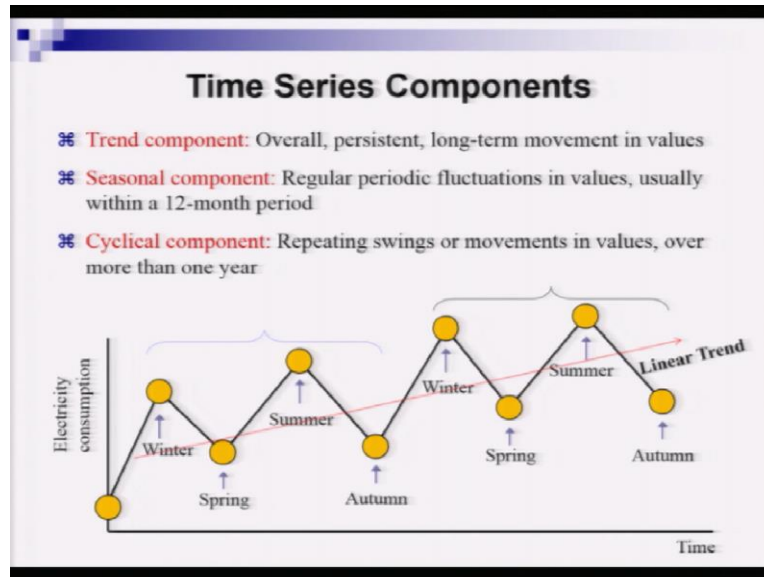 Time Series Components
⌘ Trend component: Overall, persistent, long-term movement in values
⌘ Seasonal component: Regular periodic fluctuations in values, usually
within a 12-month period
⌘ Cyclical component: Repeating swings or movements in values, over
more than one year
Electricity
consumption
Winter
Spring
Summer
Autumn
Winter
Spring
Summer
Autumn
Linear Trend
Time